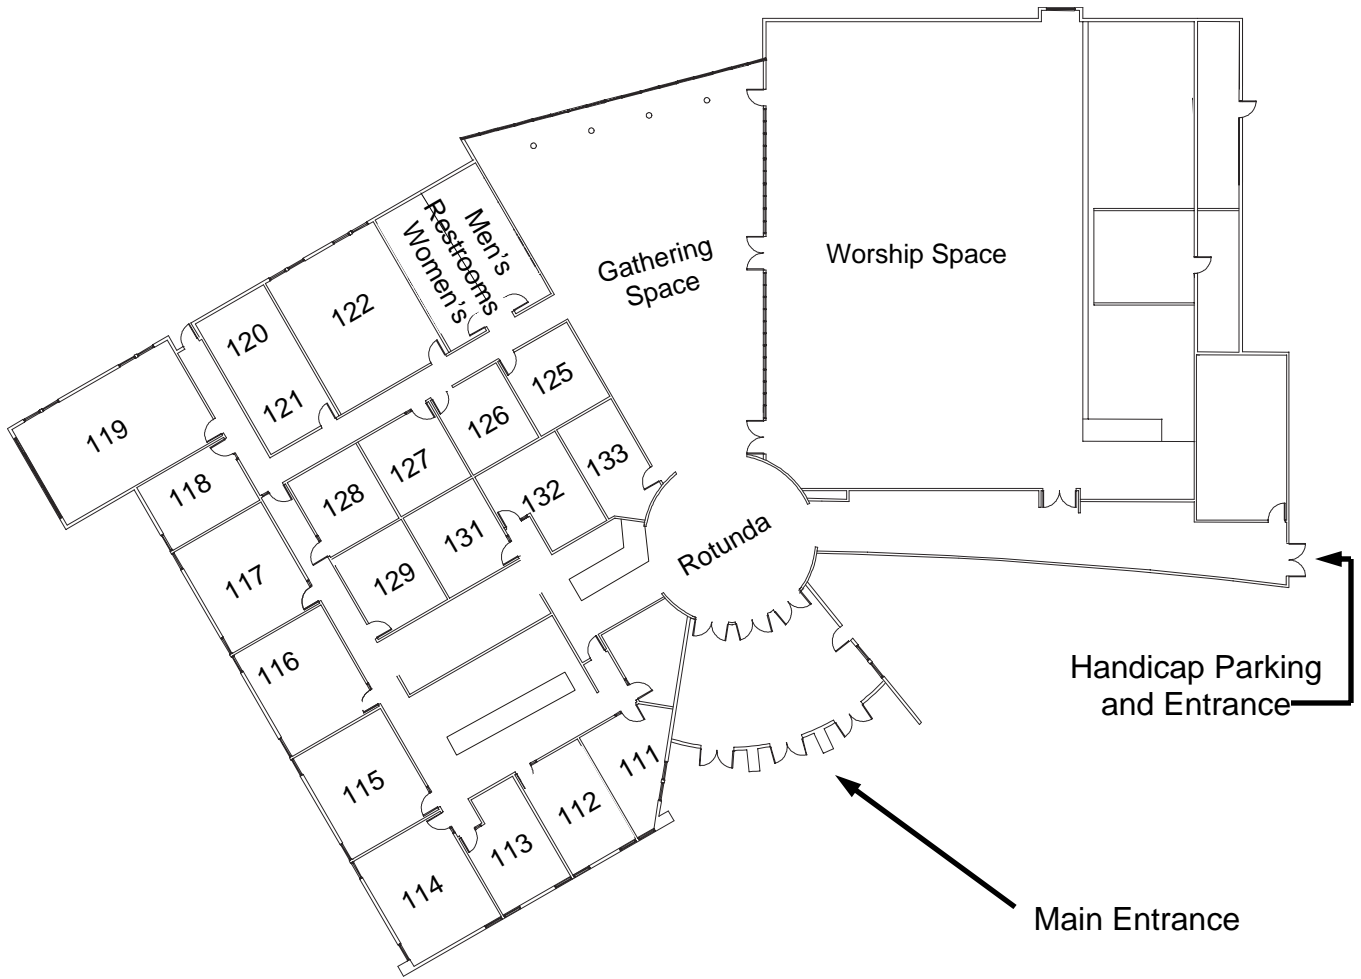 Men's
Restrooms
Women's
Gathering
Space
Worship Space
122
120
121
119
125
126
127
133
118
128
132
131
117
129
Rotunda
116
Handicap Parking
and Entrance
115
111
112
113
114
Main Entrance